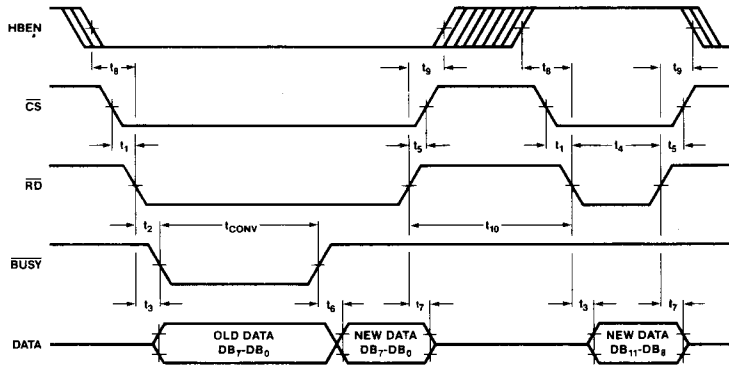 HBEN
t8 t9 t8 t9
CS
t1 t5 t1 t4 t5
RD
t2 tCONV t10
BUSY
t3 t6 t7 t3 t7
DATA
OLD DATA
DB7-DB0
NEW DATA
DB7-DB0
NEW DATA
DB11-DB8